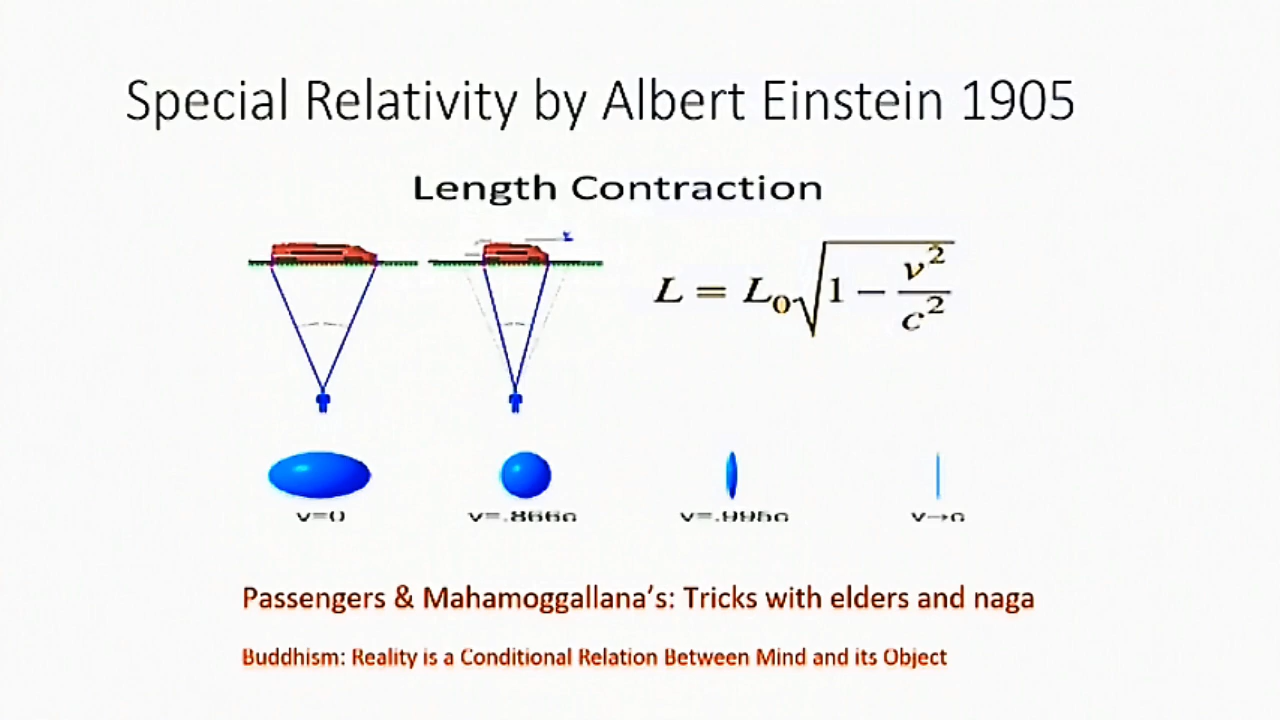 Special Relativity by Albert Einstein 1905
Length Contraction
L = L₀√1 − v²/c²
v=0 v=.866c v=.995c v→c
Passengers & Mahamoggallana's: Tricks with elders and naga
Buddhism: Reality is a Conditional Relation Between Mind and its Object